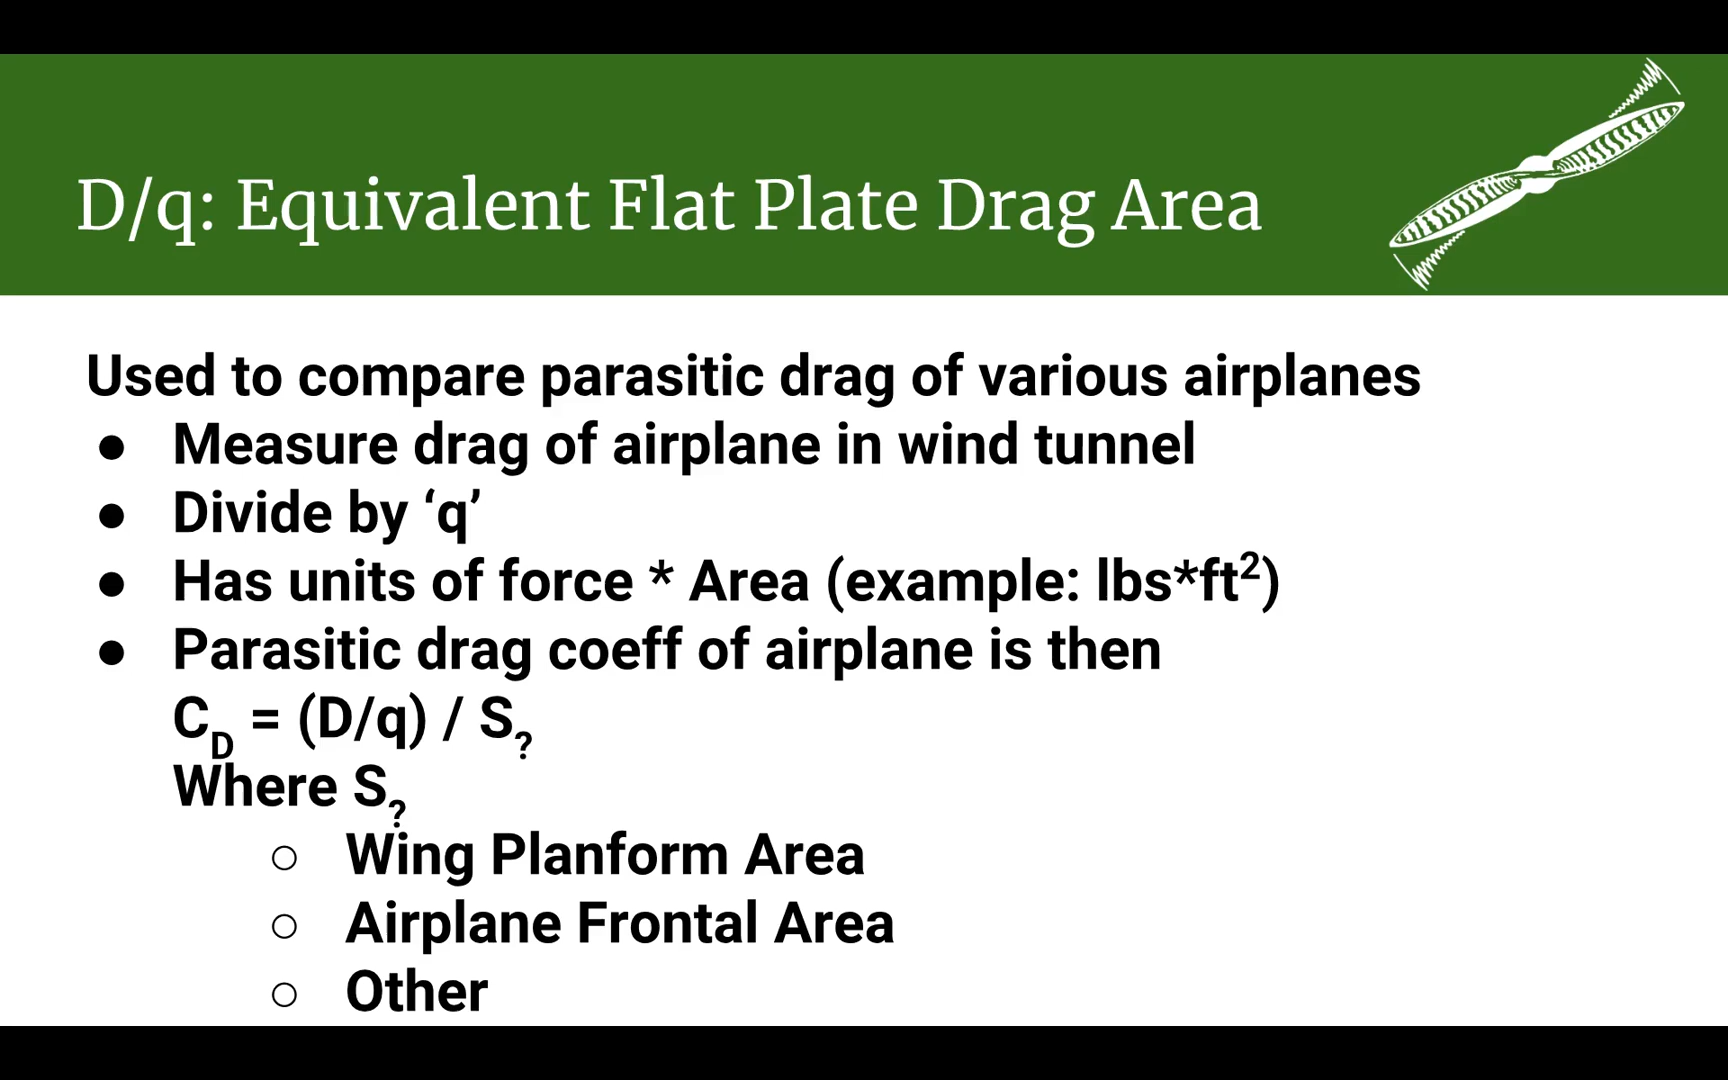 D/q: Equivalent Flat Plate Drag Area
Used to compare parasitic drag of various airplanes
● Measure drag of airplane in wind tunnel
● Divide by ‘q’
● Has units of force * Area (example: lbs*ft²)
● Parasitic drag coeff of airplane is then
C_D = (D/q) / S_?
Where S_?
○ Wing Planform Area
○ Airplane Frontal Area
○ Other